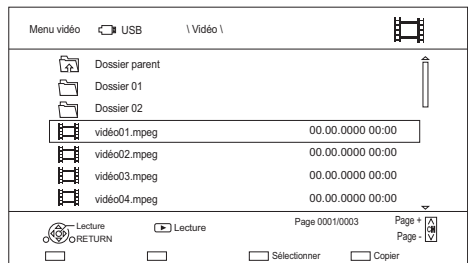 Menu vidéo USB \ Vidéo \
Dossier parent
Dossier 01
Dossier 02
vidéo01.mpeg 00.00.0000 00:00
vidéo02.mpeg 00.00.0000 00:00
vidéo03.mpeg 00.00.0000 00:00
vidéo04.mpeg 00.00.0000 00:00
Lecture Lecture Page 0001/0003 Page + CH
RETURN Page -
Sélectionner Copier